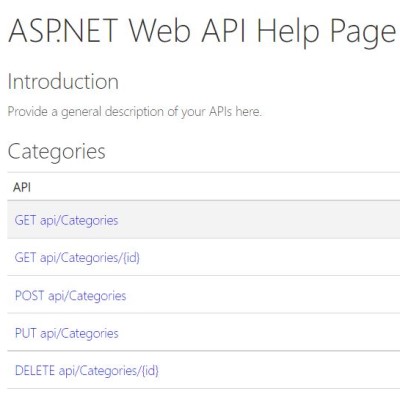 ASP.NET Web API Help Page
Introduction
Provide a general description of your APIs here.
Categories
API
GET api/Categories
GET api/Categories/{id}
POST api/Categories
PUT api/Categories
DELETE api/Categories/{id}